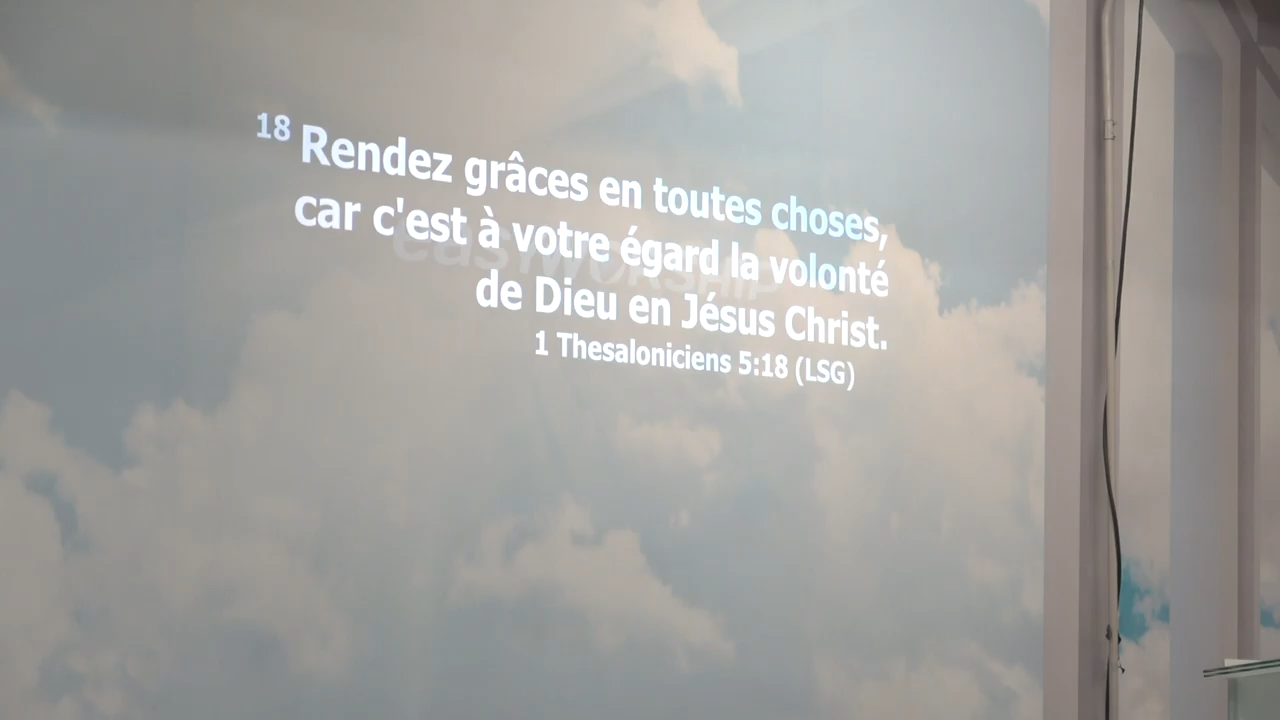 18 Rendez grâces en toutes choses,
car c'est à votre égard la volonté
de Dieu en Jésus Christ.
1 Thesaloniciens 5:18 (LSG)
easyWORSHIP